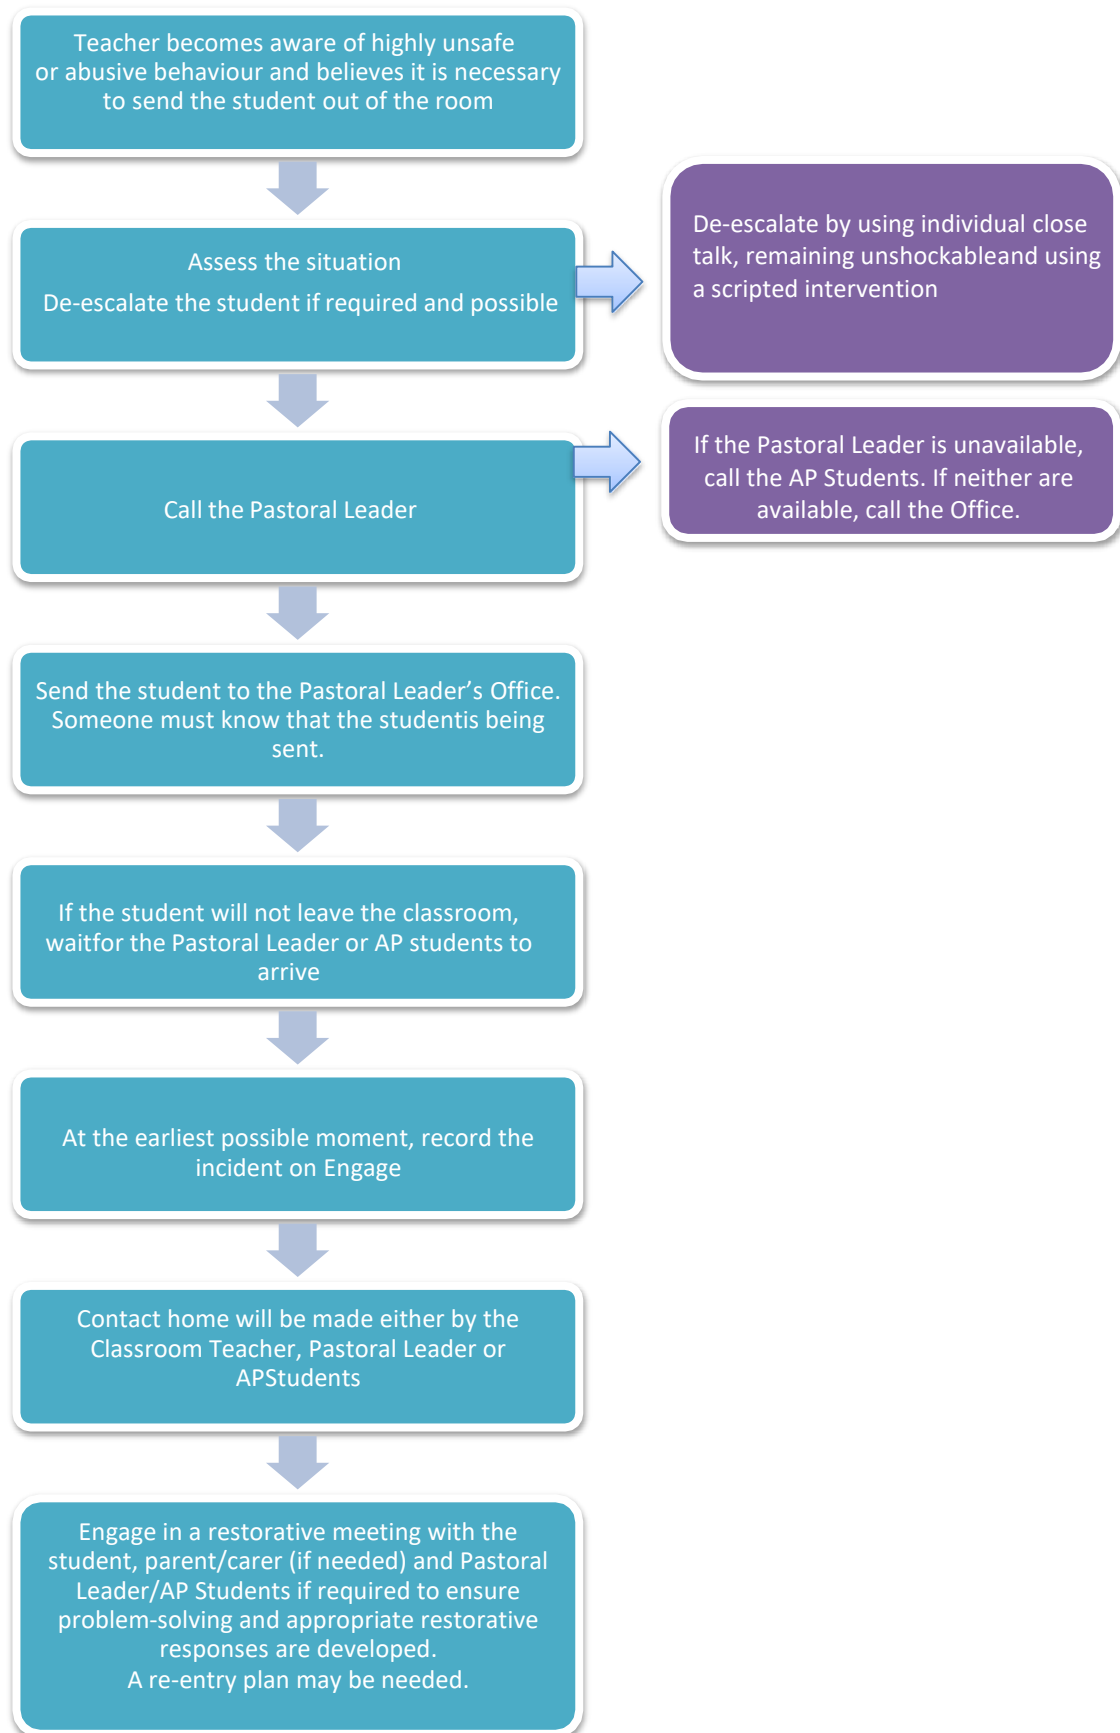 Teacher becomes aware of highly unsafe
or abusive behaviour and believes it is necessary
to send the student out of the room
Assess the situation
De-escalate the student if required and possible
De-escalate by using individual close
talk, remaining unshockableand using
a scripted intervention
Call the Pastoral Leader
If the Pastoral Leader is unavailable,
call the AP Students. If neither are
available, call the Office.
Send the student to the Pastoral Leader’s Office.
Someone must know that the studentis being
sent.
If the student will not leave the classroom,
waitfor the Pastoral Leader or AP students to
arrive
At the earliest possible moment, record the
incident on Engage
Contact home will be made either by the
Classroom Teacher, Pastoral Leader or
APStudents
Engage in a restorative meeting with the
student, parent/carer (if needed) and Pastoral
Leader/AP Students if required to ensure
problem-solving and appropriate restorative
responses are developed.
A re-entry plan may be needed.